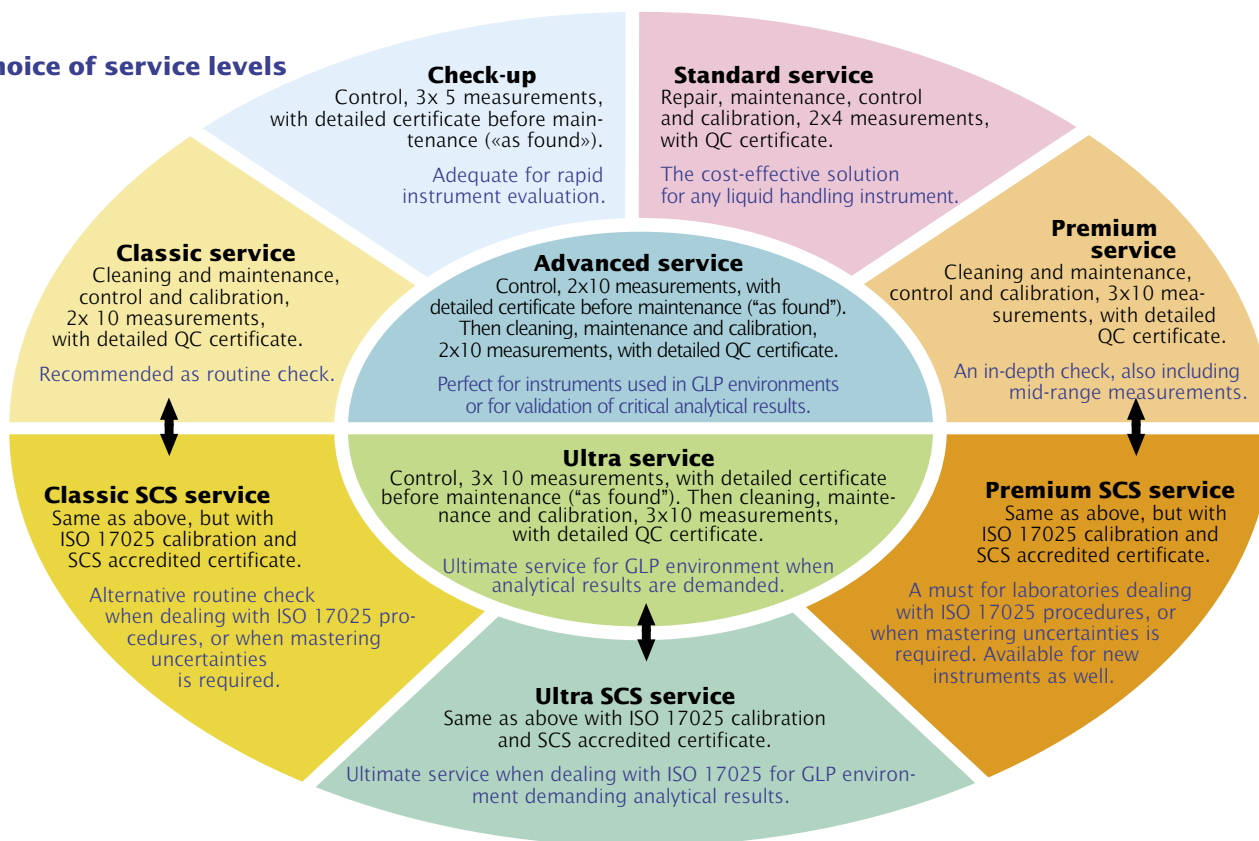 hoice of service levels
Check-up
Control, 3x 5 measurements,
with detailed certificate before main-
tenance («as found»).
Adequate for rapid
instrument evaluation.
Standard service
Repair, maintenance, control
and calibration, 2x4 measurements,
with QC certificate.
The cost-effective solution
for any liquid handling instrument.
Classic service
Cleaning and maintenance,
control and calibration,
2x 10 measurements,
with detailed QC certificate.
Recommended as routine check.
Advanced service
Control, 2x10 measurements, with
detailed certificate before maintenance (“as found”).
Then cleaning, maintenance and calibration,
2x10 measurements, with detailed QC certificate.
Perfect for instruments used in GLP environments
or for validation of critical analytical results.
Premium
service
Cleaning and maintenance,
control and calibration, 3x10 mea-
surements, with detailed
QC certificate.
An in-depth check, also including
mid-range measurements.
Classic SCS service
Same as above, but with
ISO 17025 calibration and
SCS accredited certificate.
Alternative routine check
when dealing with ISO 17025 pro-
cedures, or when mastering
uncertainties
is required.
Ultra service
Control, 3x 10 measurements, with detailed certificate
before maintenance (“as found”). Then cleaning, mainte-
nance and calibration, 3x10 measurements,
with detailed QC certificate.
Ultimate service for GLP environment when
analytical results are demanded.
Premium SCS service
Same as above, but with
ISO 17025 calibration and
SCS accredited certificate.
A must for laboratories dealing
with ISO 17025 procedures, or
when mastering uncertainties is
required. Available for new
instruments as well.
Ultra SCS service
Same as above with ISO 17025 calibration
and SCS accredited certificate.
Ultimate service when dealing with ISO 17025 for GLP environ-
ment demanding analytical results.